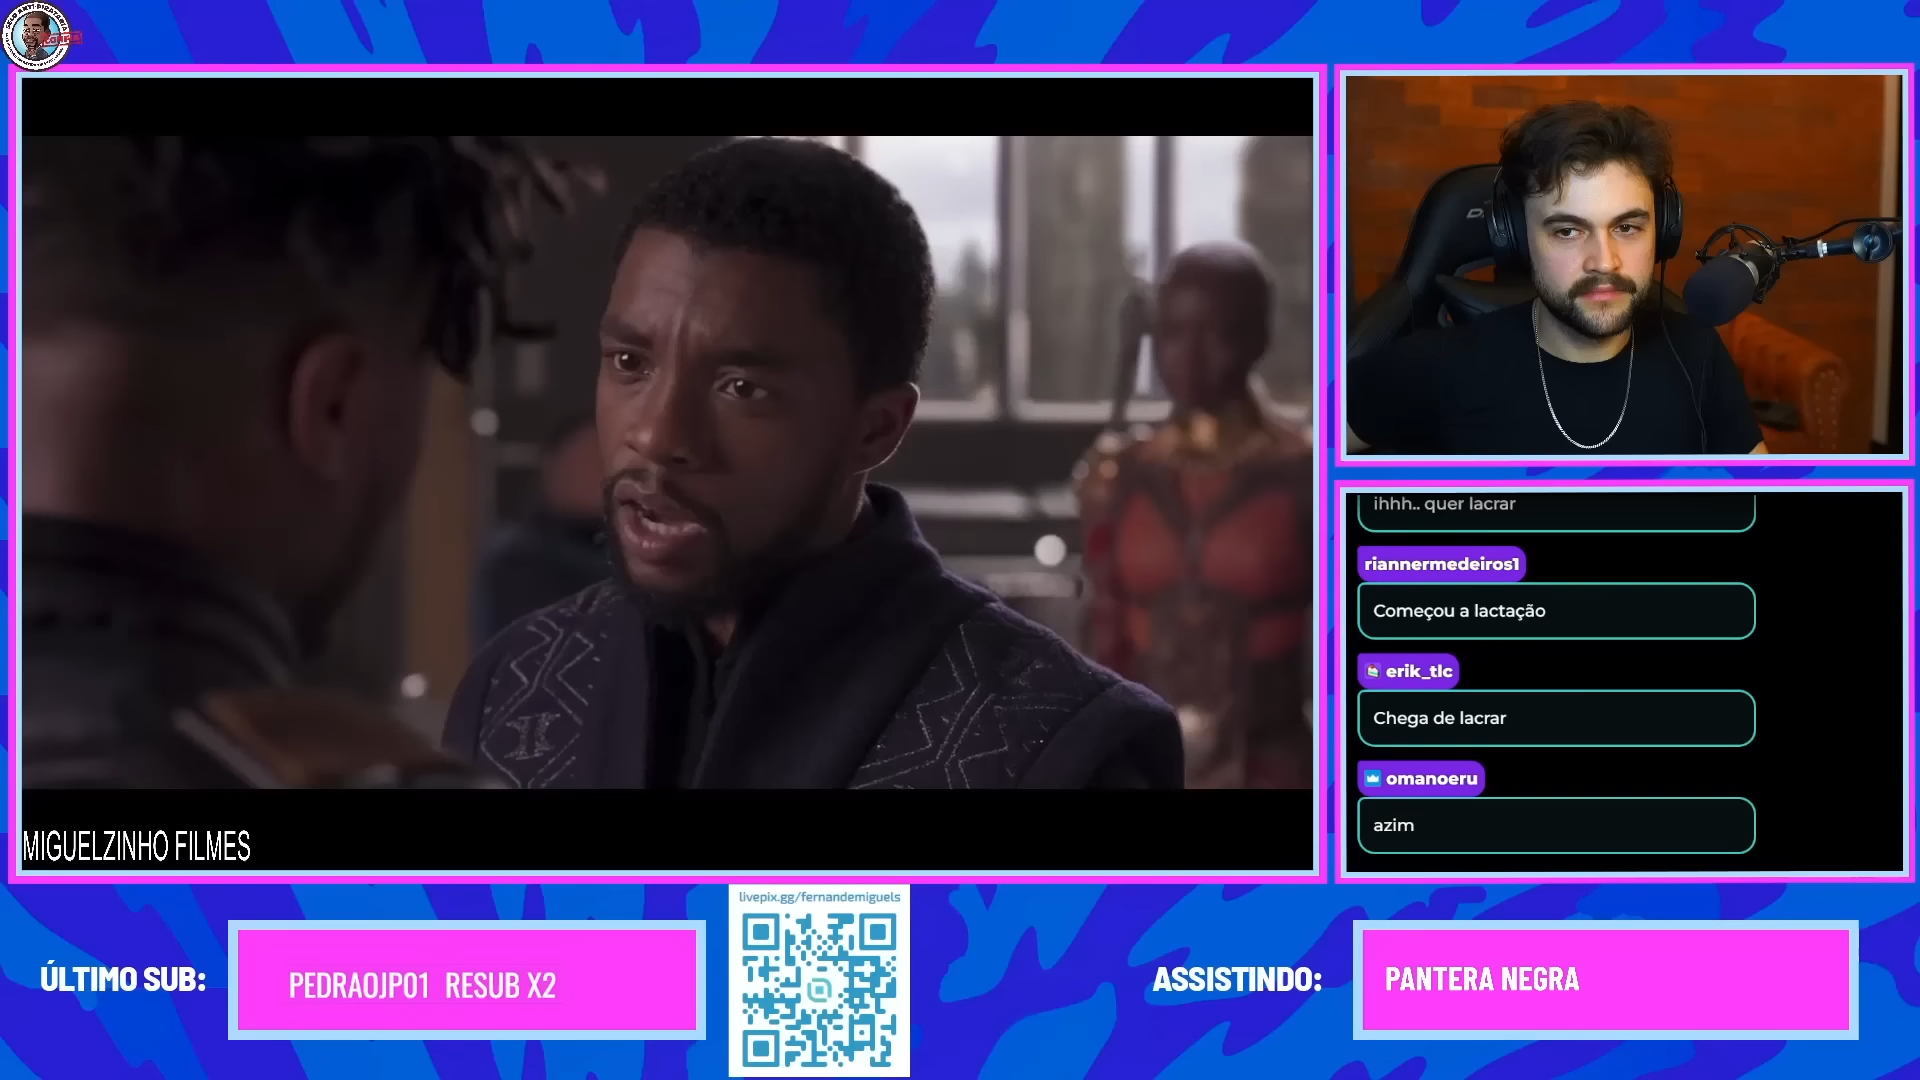 ihhh.. quer lacrar
riannermedeiros1
Começou a lactação
erik_tlc
Chega de lacrar
omanoeru
azim
MIGUELZINHO FILMES
livepix.gg/fernandemiguels
ÚLTIMO SUB:
PEDRAOJP01 RESUB X2
ASSISTINDO:
PANTERA NEGRA